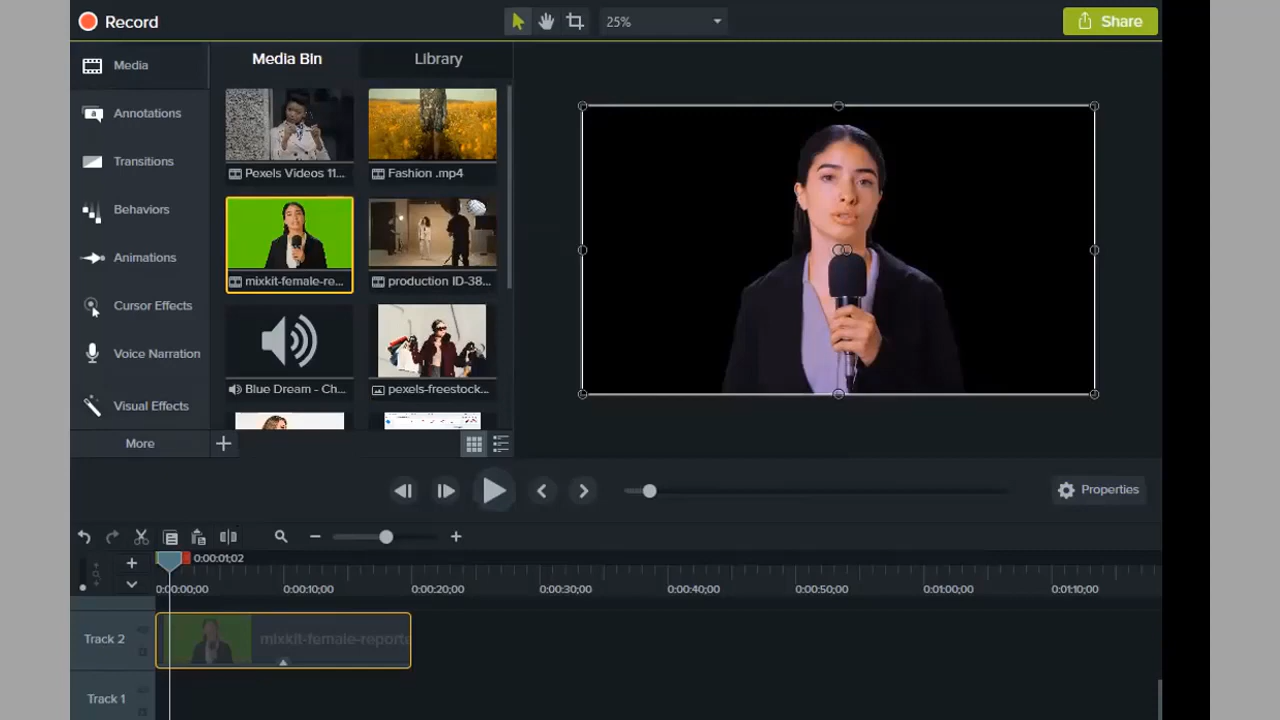 Record
25%
Share
Media
Annotations
Transitions
Behaviors
Animations
Cursor Effects
Voice Narration
Visual Effects
More
Media Bin
Library
Pexels Videos 11...
Fashion .mp4
mixkit-female-re...
production ID-38...
Blue Dream - Ch...
pexels-freestock...
Properties
0:00:01;02
0:00:00;00
0:00:10;00
0:00:20;00
0:00:30;00
0:00:40;00
0:00:50;00
0:01:00;00
0:01:10;00
Track 2
mixkit-female-reporte
Track 1